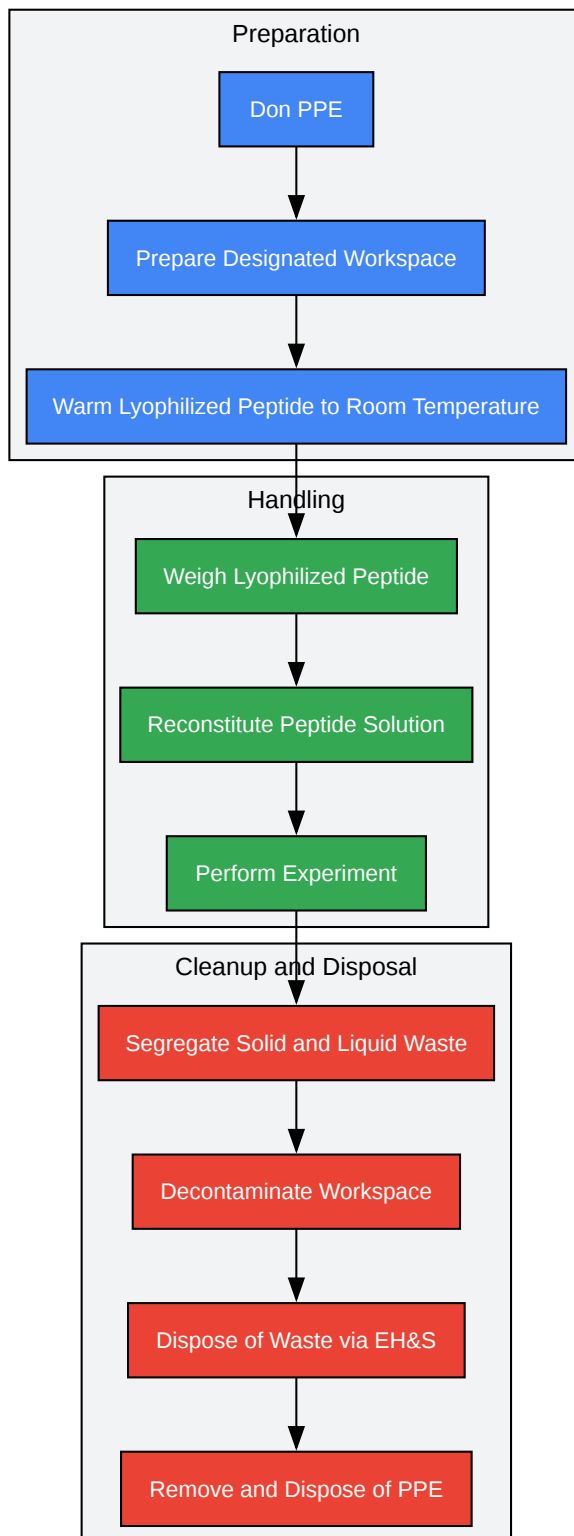 Preparation
Don PPE
Prepare Designated Workspace
Warm Lyophilized Peptide to Room Temperature
Handling
Weigh Lyophilized Peptide
Reconstitute Peptide Solution
Perform Experiment
Cleanup and Disposal
Segregate Solid and Liquid Waste
Decontaminate Workspace
Dispose of Waste via EH&S
Remove and Dispose of PPE